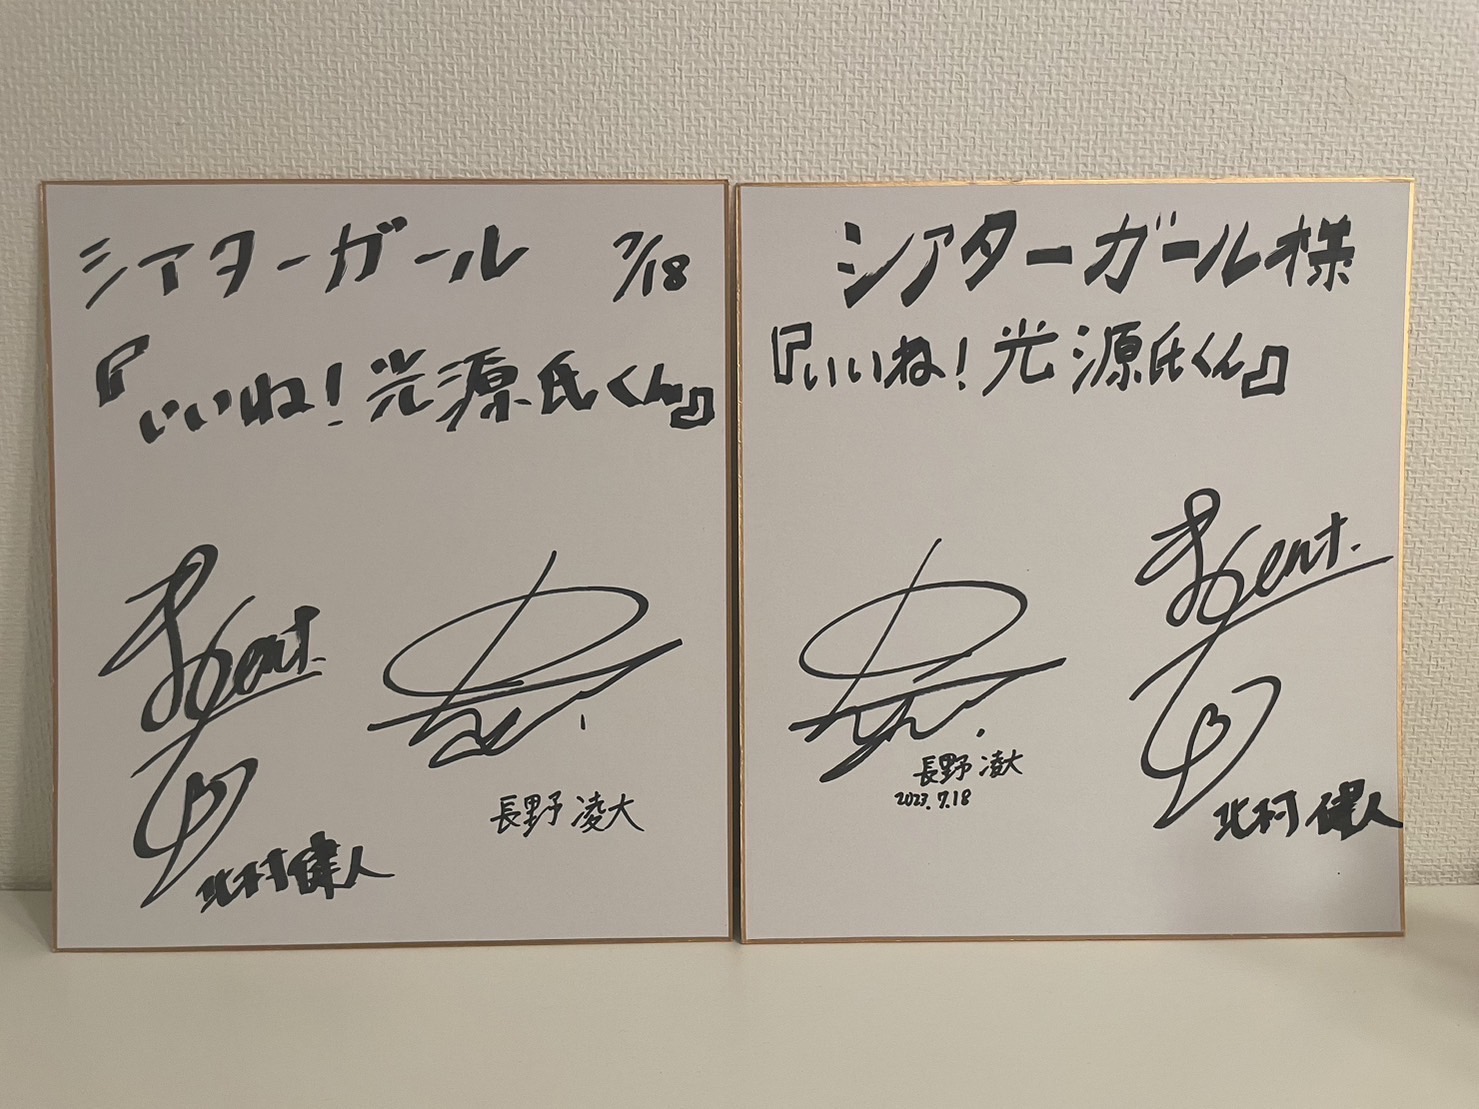 シアターガール 7/18
『いいね！光源氏くん』
Kent.
長野凌大
北村健人
シアターガール様
『いいね！光源氏くん』
Kent.
長野凌大
2023.7.18
北村健人